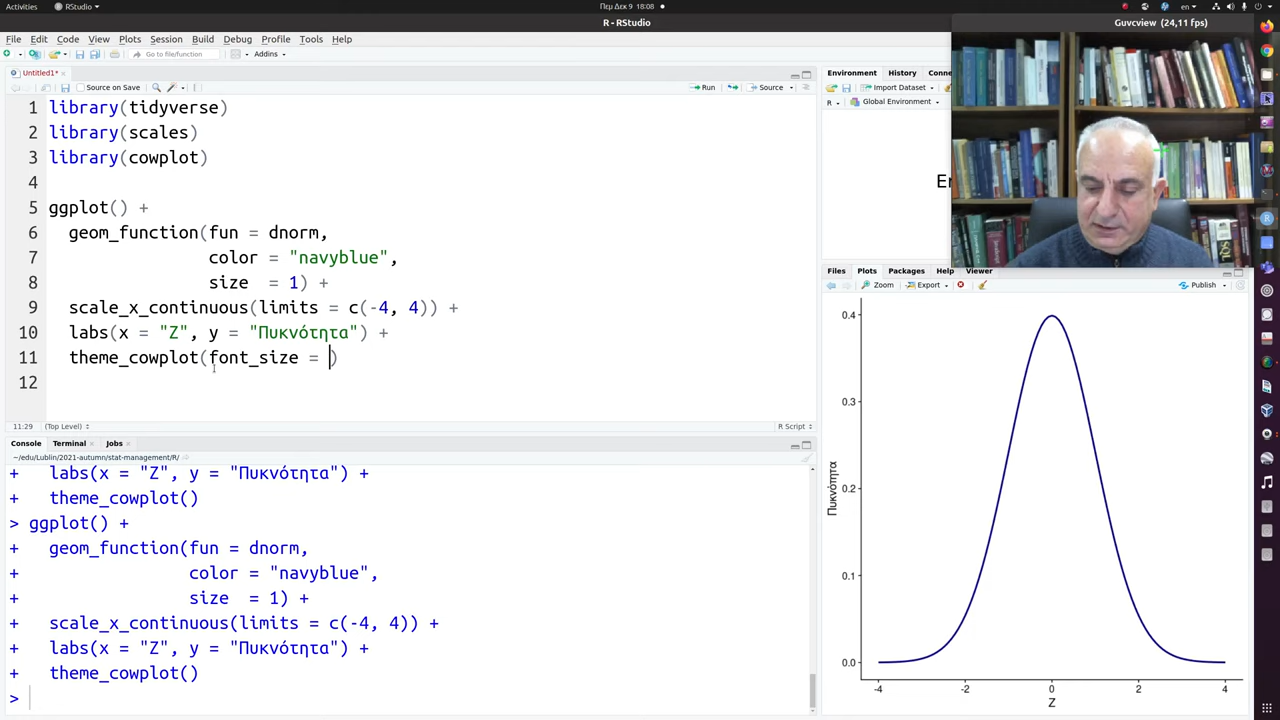 Activities RStudio Πεμ Δεκ 9 18:08 en
R - RStudio
Guvcview (24,11 fps)
File Edit Code View Plots Session Build Debug Profile Tools Help
Go to file/function Addins
Untitled1*
Source on Save Run Source
1 library(tidyverse)
2 library(scales)
3 library(cowplot)
4
5 ggplot() +
6 geom_function(fun = dnorm,
7 color = "navyblue",
8 size = 1) +
9 scale_x_continuous(limits = c(-4, 4)) +
10 labs(x = "Z", y = "Πυκνότητα") +
11 theme_cowplot(font_size = )
12
11:29 (Top Level) R Script
Console Terminal Jobs
~/edu/Lublin/2021-autumn/stat-management/R/
+ labs(x = "Z", y = "Πυκνότητα") +
+ theme_cowplot()
> ggplot() +
+ geom_function(fun = dnorm,
+ color = "navyblue",
+ size = 1) +
+ scale_x_continuous(limits = c(-4, 4)) +
+ labs(x = "Z", y = "Πυκνότητα") +
+ theme_cowplot()
>
Environment History
Import Dataset
R Global Environment
Files Plots Packages Help Viewer
Zoom Export Publish
0.4
0.3
0.2
0.1
0.0
Πυκνότητα
-4 -2 0 2 4
Z